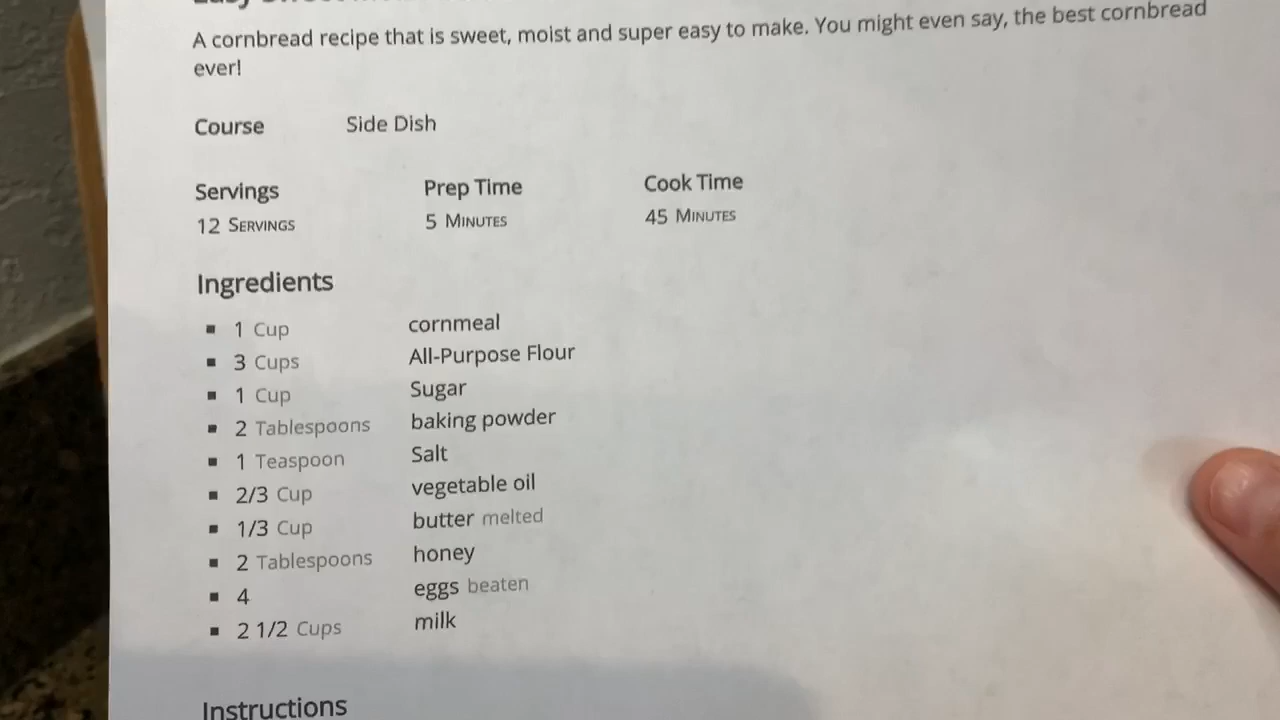 A cornbread recipe that is sweet, moist and super easy to make. You might even say, the best cornbread
ever!
Course Side Dish
Servings Prep Time Cook Time
12 SERVINGS 5 MINUTES 45 MINUTES
Ingredients
▪ 1 Cup cornmeal
▪ 3 Cups All-Purpose Flour
▪ 1 Cup Sugar
▪ 2 Tablespoons baking powder
▪ 1 Teaspoon Salt
▪ 2/3 Cup vegetable oil
▪ 1/3 Cup butter melted
▪ 2 Tablespoons honey
▪ 4 eggs beaten
▪ 2 1/2 Cups milk
Instructions